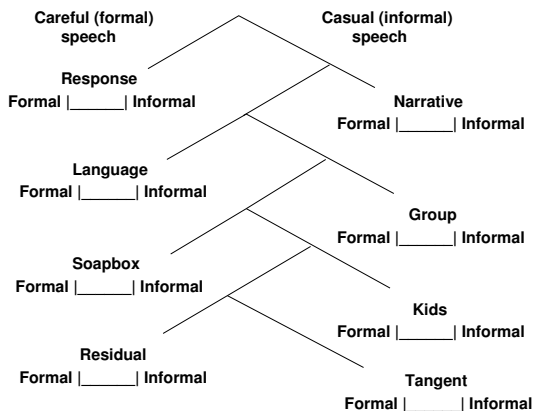 Careful (formal)
speech
Casual (informal)
speech
Response
Formal |______| Informal
Narrative
Formal |______| Informal
Language
Formal |______| Informal
Group
Formal |______| Informal
Soapbox
Formal |______| Informal
Kids
Formal |______| Informal
Residual
Formal |______| Informal
Tangent
Formal |______| Informal